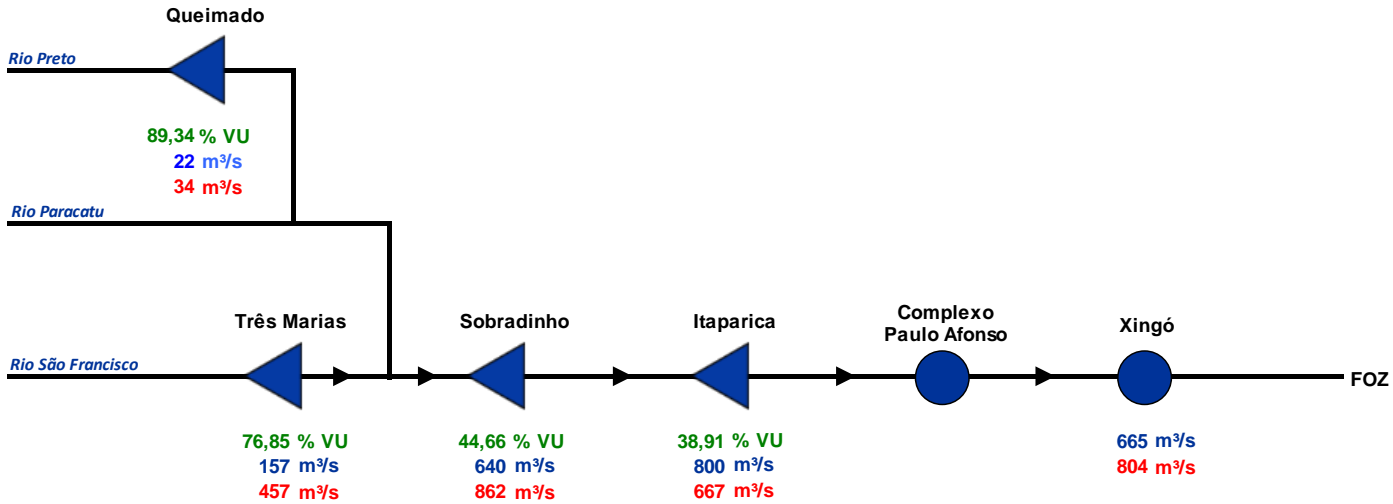 Queimado
Rio Preto
89,34 % VU
22 m³/s
34 m³/s
Rio Paracatu
Três Marias
Sobradinho
Itaparica
Complexo
Paulo Afonso
Xingó
Rio São Francisco
FOZ
76,85 % VU
157 m³/s
457 m³/s
44,66 % VU
640 m³/s
862 m³/s
38,91 % VU
800 m³/s
667 m³/s
665 m³/s
804 m³/s